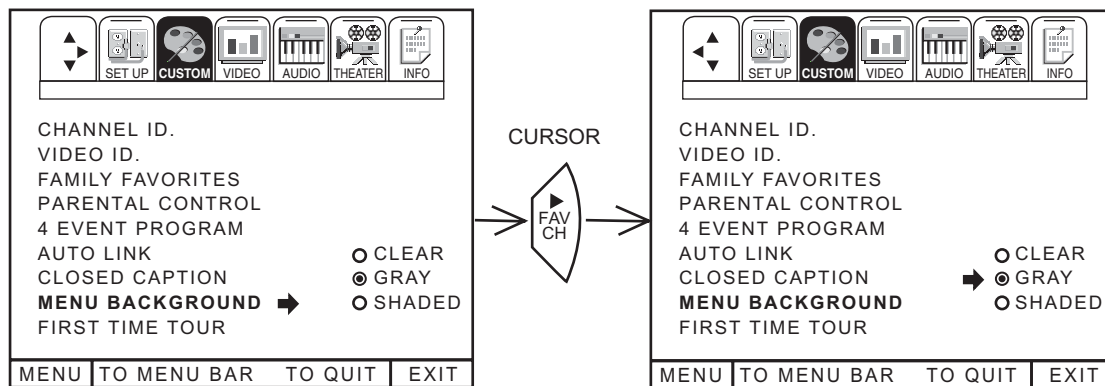 SET UP CUSTOM VIDEO AUDIO THEATER INFO
CHANNEL ID.
VIDEO ID.
FAMILY FAVORITES
PARENTAL CONTROL
4 EVENT PROGRAM
AUTO LINK CLEAR
CLOSED CAPTION GRAY
MENU BACKGROUND SHADED
FIRST TIME TOUR
MENU TO MENU BAR TO QUIT EXIT
CURSOR
FAV
CH
SET UP CUSTOM VIDEO AUDIO THEATER INFO
CHANNEL ID.
VIDEO ID.
FAMILY FAVORITES
PARENTAL CONTROL
4 EVENT PROGRAM
AUTO LINK CLEAR
CLOSED CAPTION GRAY
MENU BACKGROUND SHADED
FIRST TIME TOUR
MENU TO MENU BAR TO QUIT EXIT